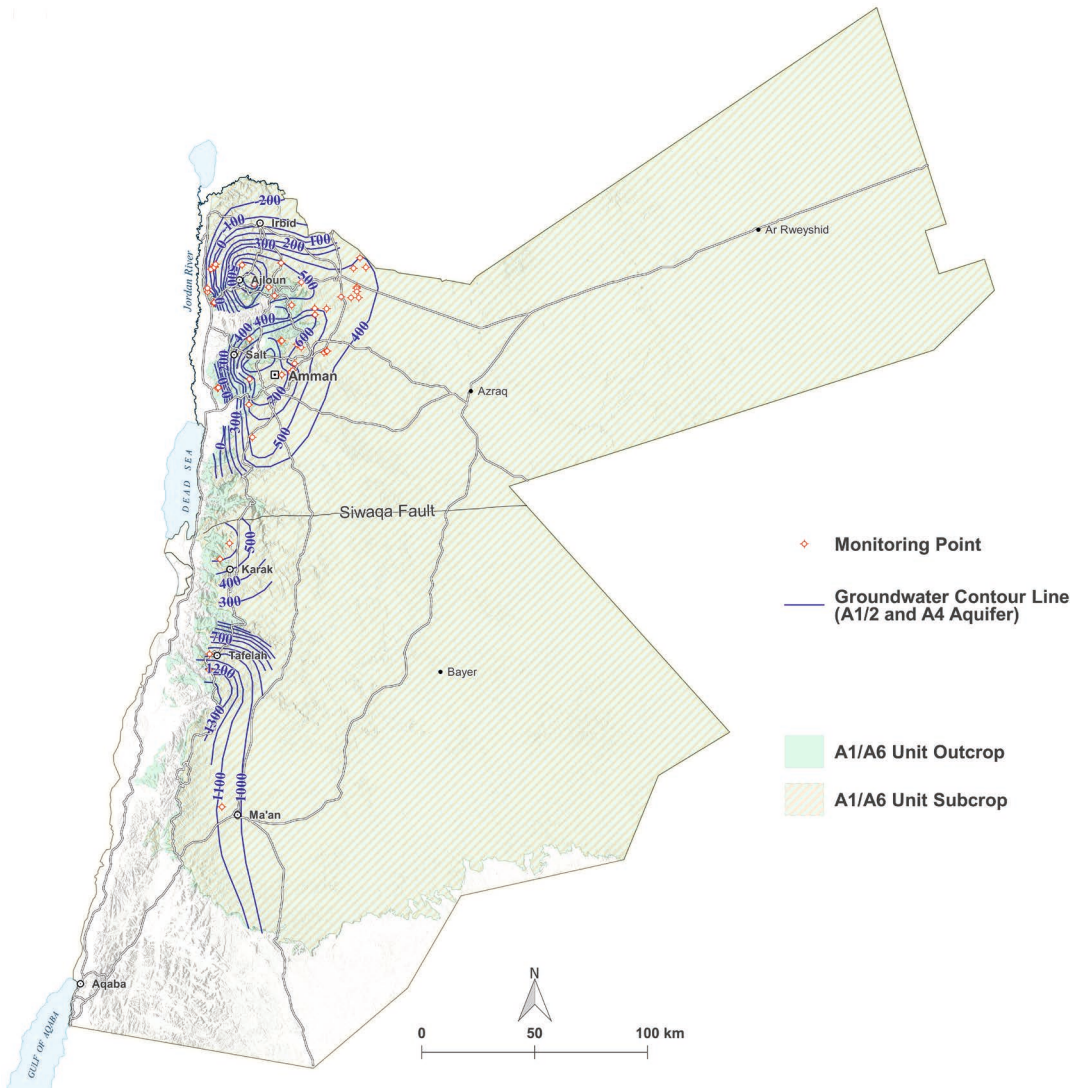 200
Irbid
100
0
300
200
100
Ajloun
500
Jordan River
Ar Rweyshid
400
400
600
400
Salt
Amman
700
Azraq
300
500
0
DEAD SEA
Siwaqa Fault
500
Karak
400
300
700
Tafelah
1200
Bayer
1300
1100
1000
Ma'an
Aqaba
GULF OF AQABA
Monitoring Point
Groundwater Contour Line
(A1/2 and A4 Aquifer)
A1/A6 Unit Outcrop
A1/A6 Unit Subcrop
N
0 50 100 km